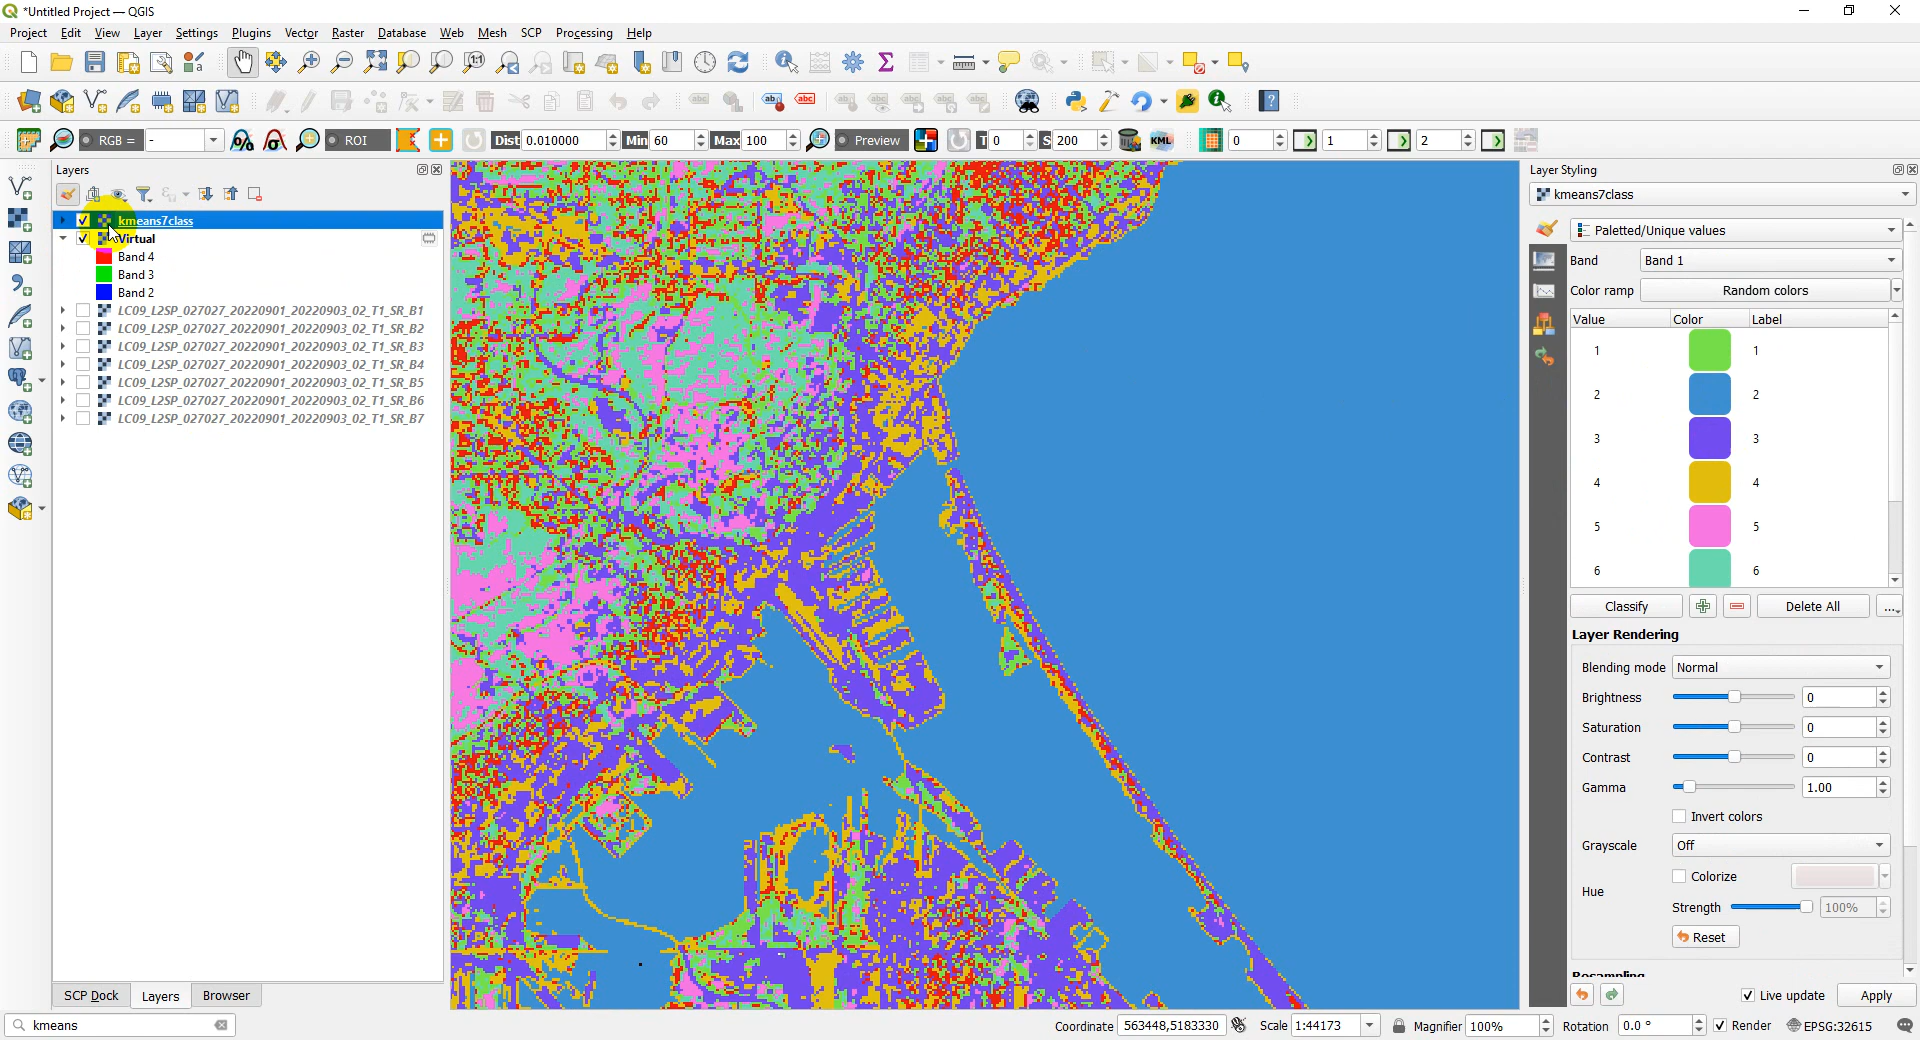 *Untitled Project — QGIS
Project Edit View Layer Settings Plugins Vector Raster Database Web Mesh SCP Processing Help
RGB = - ROI Dist 0.010000 Min 60 Max 100 Preview T 0 S 200 KML 0 1 2
Layers
kmeans7class
Virtual
Band 4
Band 3
Band 2
LC09_L2SP_027027_20220901_20220903_02_T1_SR_B1
LC09_L2SP_027027_20220901_20220903_02_T1_SR_B2
LC09_L2SP_027027_20220901_20220903_02_T1_SR_B3
LC09_L2SP_027027_20220901_20220903_02_T1_SR_B4
LC09_L2SP_027027_20220901_20220903_02_T1_SR_B5
LC09_L2SP_027027_20220901_20220903_02_T1_SR_B6
LC09_L2SP_027027_20220901_20220903_02_T1_SR_B7
SCP Dock Layers Browser
Layer Styling
kmeans7class
Paletted/Unique values
Band Band 1
Color ramp Random colors
Value Color Label
1 1
2 2
3 3
4 4
5 5
6 6
Classify Delete All ...
Layer Rendering
Blending mode Normal
Brightness 0
Saturation 0
Contrast 0
Gamma 1.00
Invert colors
Grayscale Off
Hue Colorize
Strength 100%
Reset
Resampling
Live update Apply
kmeans Coordinate 563448,5183330 Scale 1:44173 Magnifier 100% Rotation 0.0 ° Render EPSG:32615